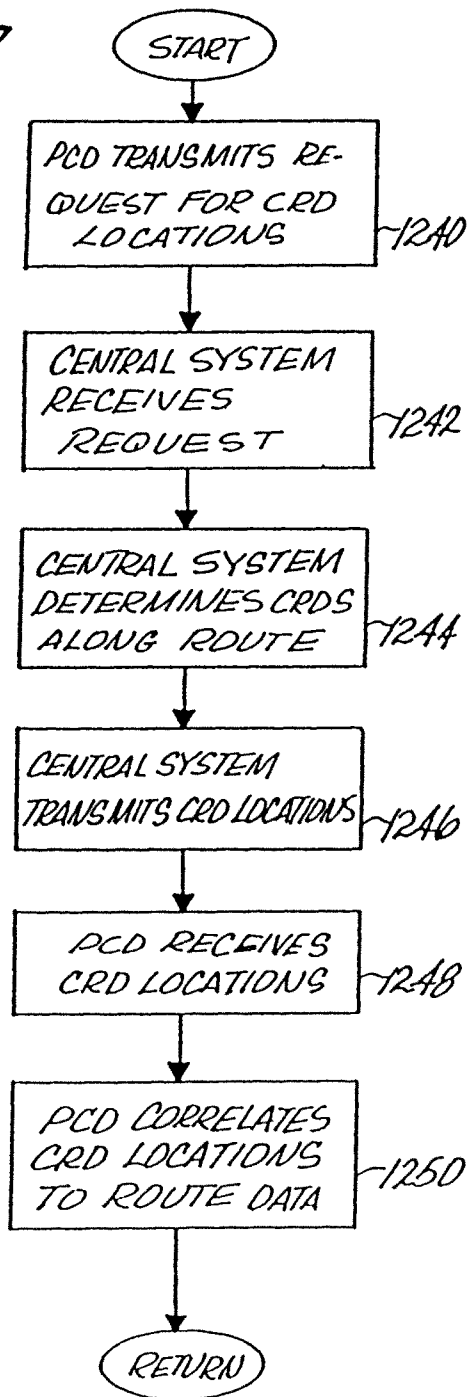 START
PCD TRANSMITS RE-
QUEST FOR CRD
LOCATIONS
1240
CENTRAL SYSTEM
RECEIVES
REQUEST
1242
CENTRAL SYSTEM
DETERMINES CRDS
ALONG ROUTE
1244
CENTRAL SYSTEM
TRANSMITS CRD LOCATIONS
1246
PCD RECEIVES
CRD LOCATIONS
1248
PCD CORRELATES
CRD LOCATIONS
TO ROUTE DATA
1250
RETURN